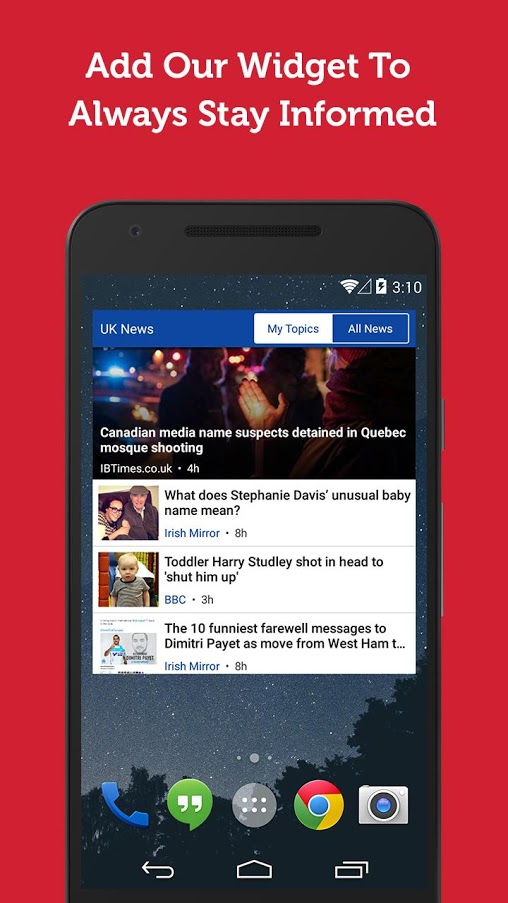 Add Our Widget To
Always Stay Informed
3:10
UK News
My Topics
All News
Canadian media name suspects detained in Quebec
mosque shooting
IBTimes.co.uk • 4h
What does Stephanie Davis’ unusual baby
name mean?
Irish Mirror • 8h
Toddler Harry Studley shot in head to
'shut him up'
BBC • 3h
The 10 funniest farewell messages to
Dimitri Payet as move from West Ham t...
Irish Mirror • 8h
DIMITRI PAYET